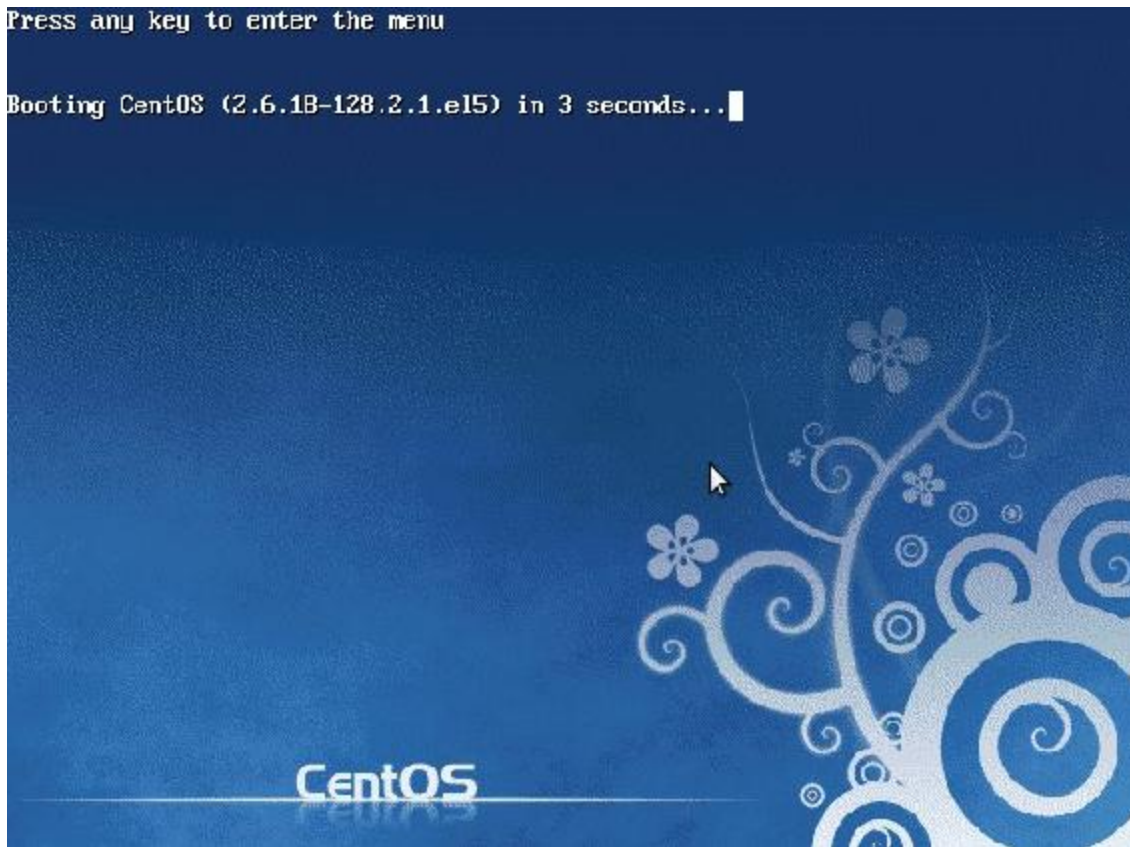 Press any key to enter the menu
Booting CentOS (2.6.18-128.2.1.el5) in 3 seconds...
CentOS